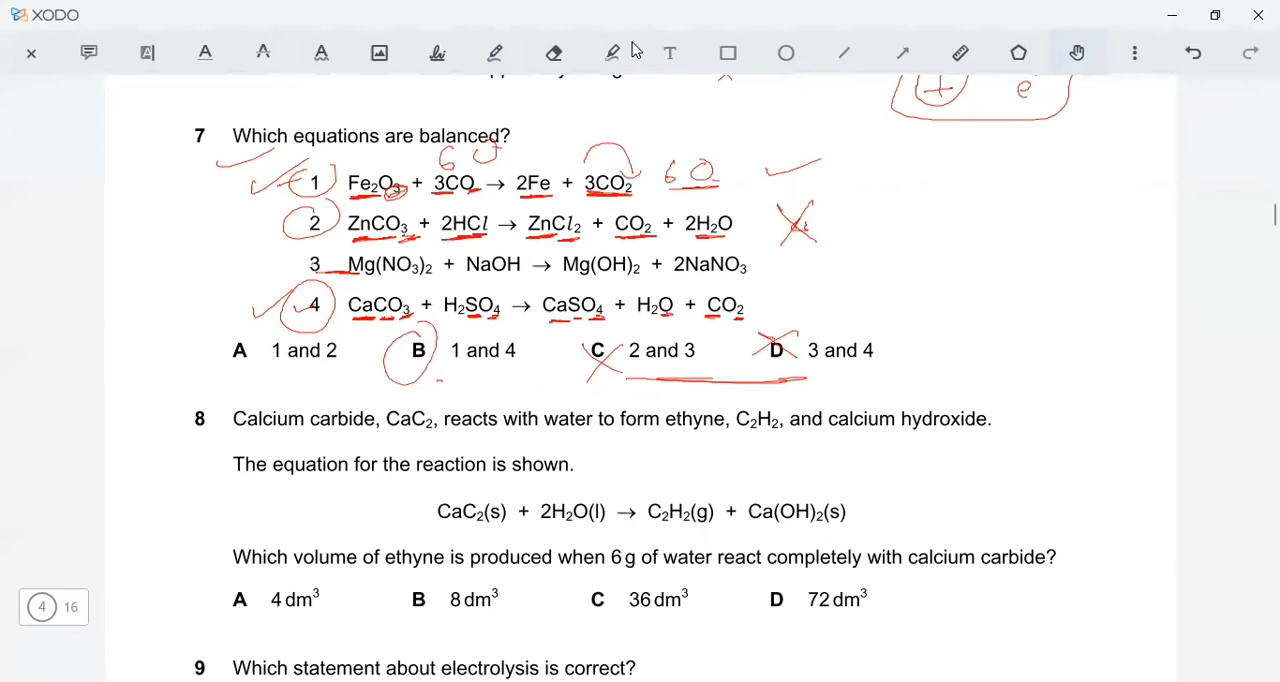 XODO
T
+ e
7 Which equations are balanced?
6 O
1 Fe₂O₃ + 3CO → 2Fe + 3CO₂ 6 O
2 ZnCO₃ + 2HCl → ZnCl₂ + CO₂ + 2H₂O
3 Mg(NO₃)₂ + NaOH → Mg(OH)₂ + 2NaNO₃
4 CaCO₃ + H₂SO₄ → CaSO₄ + H₂O + CO₂
A 1 and 2 B 1 and 4 C 2 and 3 D 3 and 4
8 Calcium carbide, CaC₂, reacts with water to form ethyne, C₂H₂, and calcium hydroxide.
The equation for the reaction is shown.
CaC₂(s) + 2H₂O(l) → C₂H₂(g) + Ca(OH)₂(s)
Which volume of ethyne is produced when 6 g of water react completely with calcium carbide?
A 4 dm³ B 8 dm³ C 36 dm³ D 72 dm³
4 16
9 Which statement about electrolysis is correct?